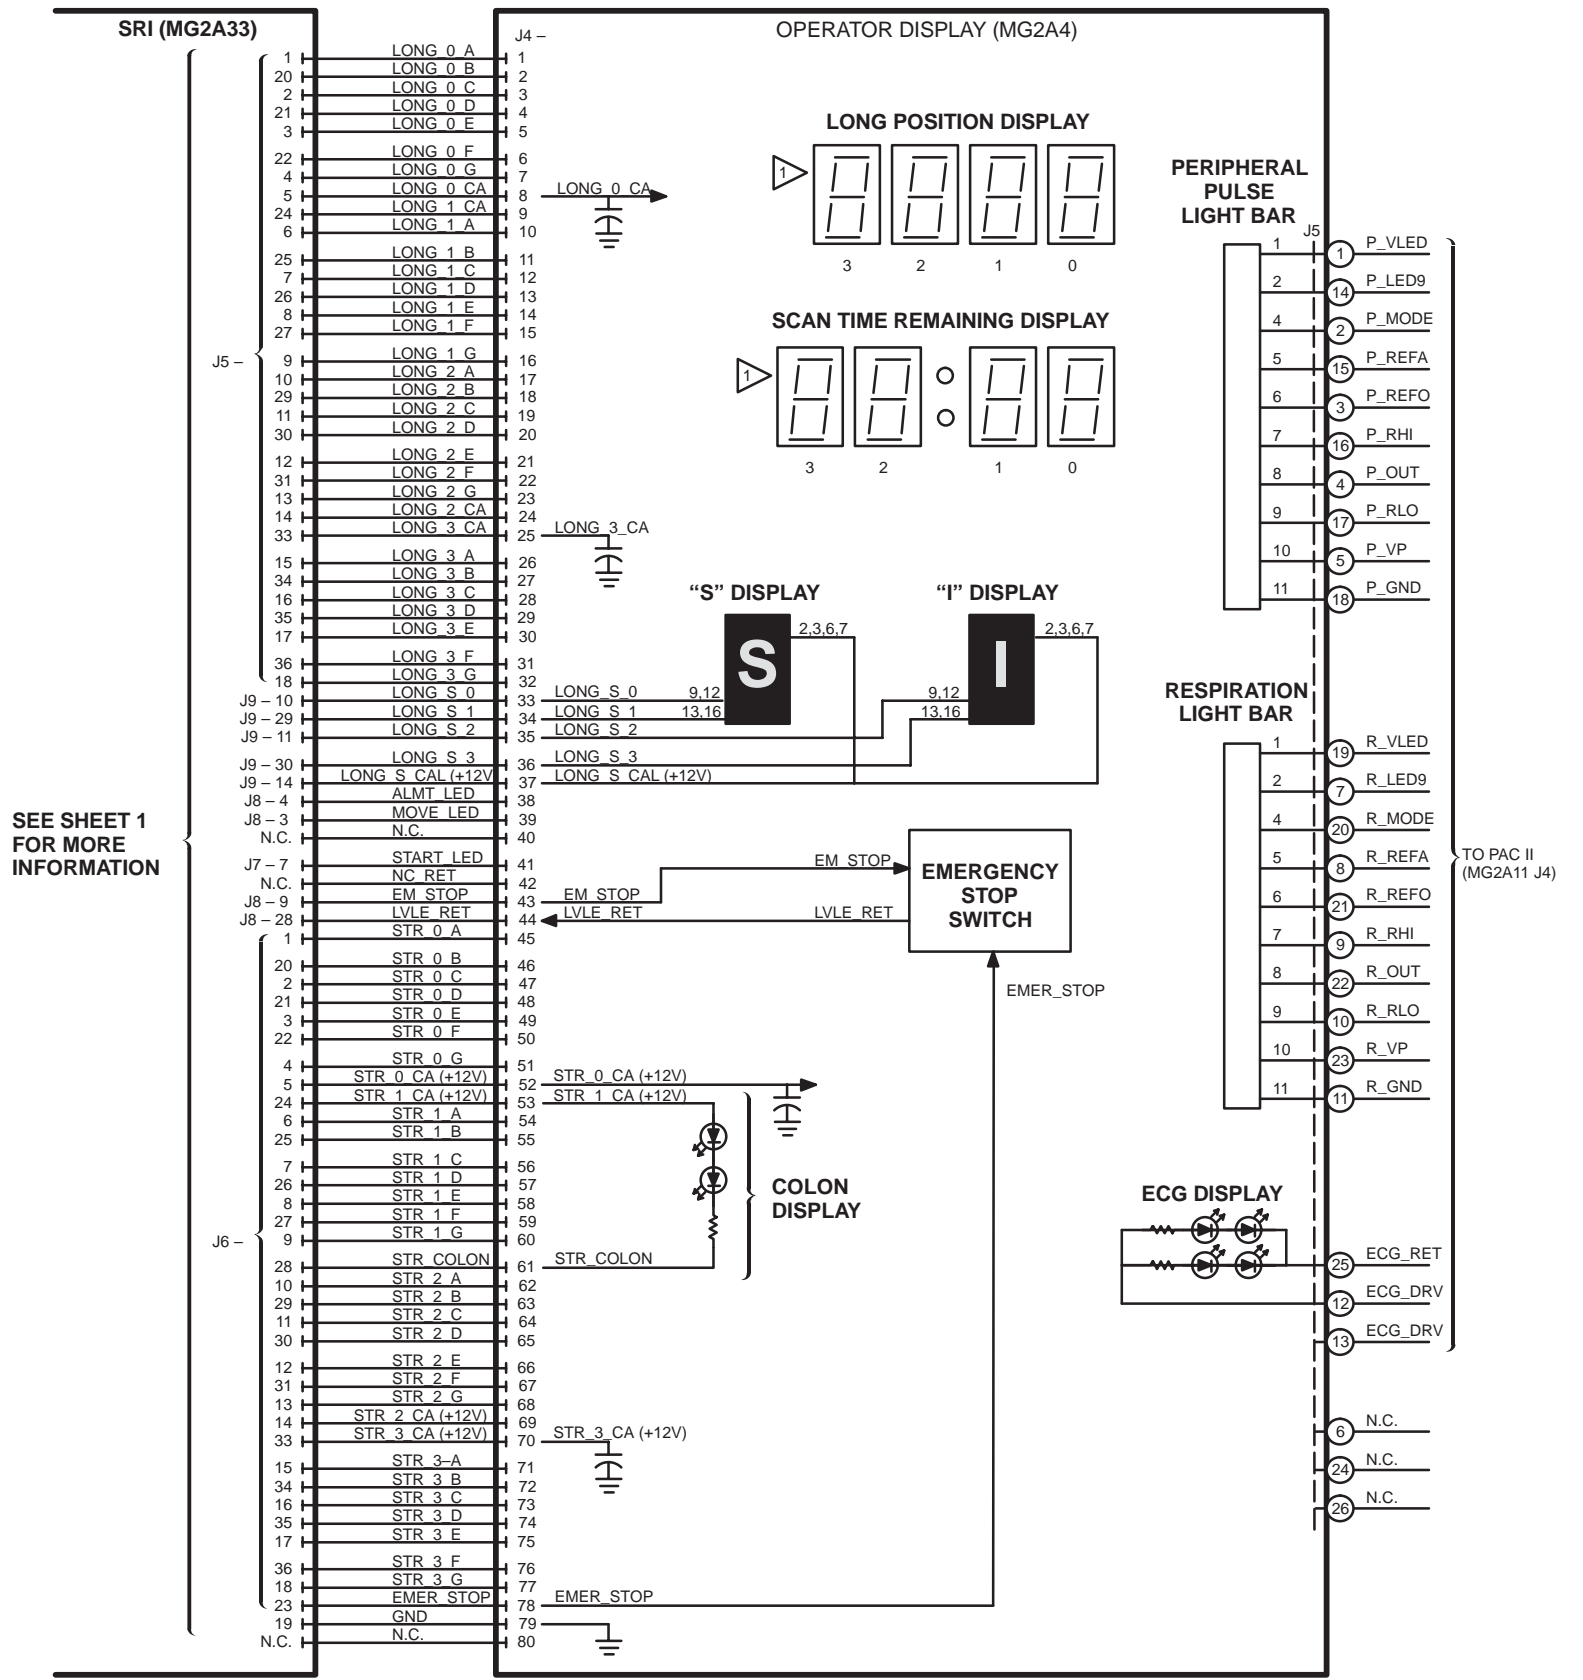 SRI (MG2A33)
OPERATOR DISPLAY (MG2A4)
J4 –
1 LONG_0_A 1
20 LONG_0_B 2
2 LONG_0_C 3
21 LONG_0_D 4
3 LONG_0_E 5
22 LONG_0_F 6
4 LONG_0_G 7
5 LONG_0_CA 8 LONG_0_CA
24 LONG_1_CA 9
6 LONG_1_A 10
25 LONG_1_B 11
7 LONG_1_C 12
26 LONG_1_D 13
8 LONG_1_E 14
27 LONG_1_F 15
J5 –
9 LONG_1_G 16
10 LONG_2_A 17
29 LONG_2_B 18
11 LONG_2_C 19
30 LONG_2_D 20
12 LONG_2_E 21
31 LONG_2_F 22
13 LONG_2_G 23
14 LONG_2_CA 24
33 LONG_3_CA 25 LONG_3_CA
15 LONG_3_A 26
34 LONG_3_B 27
16 LONG_3_C 28
35 LONG_3_D 29
17 LONG_3_E 30
36 LONG_3_F 31
18 LONG_3_G 32
J9 – 10 LONG_S_0 33 LONG_S_0
J9 – 29 LONG_S_1 34 LONG_S_1
J9 – 11 LONG_S_2 35 LONG_S_2
J9 – 30 LONG_S_3 36 LONG_S_3
J9 – 14 LONG_S_CAL (+12V 37 LONG_S_CAL (+12V)
J8 – 4 ALMT_LED 38
J8 – 3 MOVE_LED 39
N.C. N.C. 40
SEE SHEET 1
FOR MORE
INFORMATION
J7 – 7 START_LED 41
N.C. NC_RET 42
J8 – 9 EM_STOP 43 EM_STOP
J8 – 28 LVLE_RET 44 LVLE_RET
1 STR_0_A 45
20 STR_0_B 46
2 STR_0_C 47
21 STR_0_D 48
3 STR_0_E 49
22 STR_0_F 50
4 STR_0_G 51
5 STR_0_CA (+12V) 52 STR_0_CA (+12V)
24 STR_1_CA (+12V) 53 STR_1_CA (+12V)
6 STR_1_A 54
25 STR_1_B 55
7 STR_1_C 56
26 STR_1_D 57
8 STR_1_E 58
27 STR_1_F 59
9 STR_1_G 60
J6 –
28 STR_COLON 61 STR_COLON
10 STR_2_A 62
29 STR_2_B 63
11 STR_2_C 64
30 STR_2_D 65
12 STR_2_E 66
31 STR_2_F 67
13 STR_2_G 68
14 STR_2_CA (+12V) 69
33 STR_3_CA (+12V) 70 STR_3_CA (+12V)
15 STR_3–A 71
34 STR_3_B 72
16 STR_3_C 73
35 STR_3_D 74
17 STR_3_E 75
36 STR_3_F 76
18 STR_3_G 77
23 EMER_STOP 78 EMER_STOP
19 GND 79
N.C. N.C. 80
LONG POSITION DISPLAY
1
3 2 1 0
SCAN TIME REMAINING DISPLAY
1
3 2 1 0
“S” DISPLAY
S
2,3,6,7
9,12
13,16
“I” DISPLAY
I
2,3,6,7
9,12
13,16
EM_STOP
LVLE_RET
EMERGENCY
STOP
SWITCH
EMER_STOP
COLON
DISPLAY
PERIPHERAL
PULSE
LIGHT BAR
J5
1 1 P_VLED
2 14 P_LED9
4 2 P_MODE
5 15 P_REFA
6 3 P_REFO
7 16 P_RHI
8 4 P_OUT
9 17 P_RLO
10 5 P_VP
11 18 P_GND
RESPIRATION
LIGHT BAR
1 19 R_VLED
2 7 R_LED9
4 20 R_MODE
5 8 R_REFA
6 21 R_REFO
7 9 R_RHI
8 22 R_OUT
9 10 R_RLO
10 23 R_VP
11 11 R_GND
TO PAC II
(MG2A11 J4)
ECG DISPLAY
25 ECG_RET
12 ECG_DRV
13 ECG_DRV
6 N.C.
24 N.C.
26 N.C.